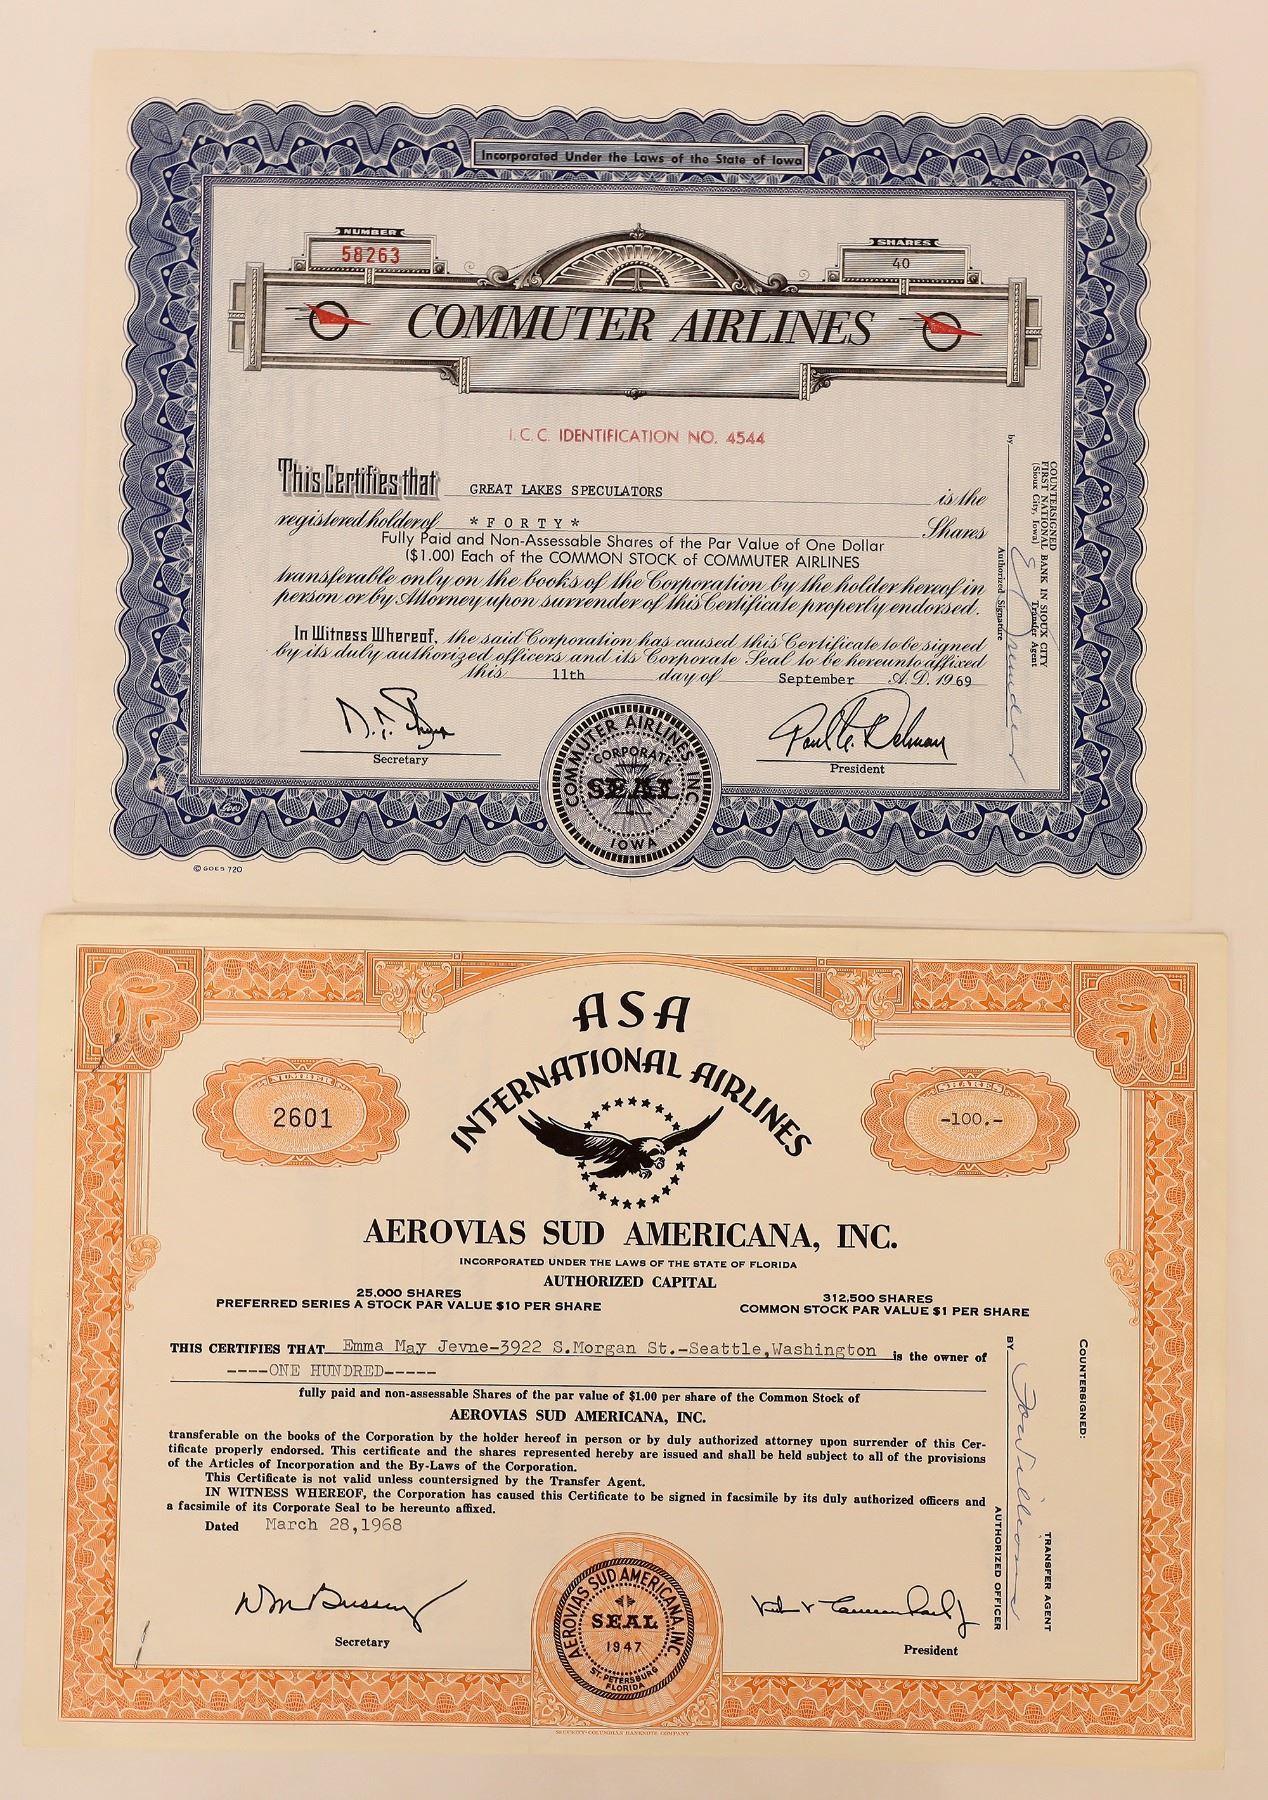 Incorporated Under the Laws of the State of Iowa
NUMBER
58263
SHARES
40
COMMUTER AIRLINES
I.C.C. IDENTIFICATION NO. 4544
This Certifies that GREAT LAKES SPECULATORS is the
registered holder of *FORTY* Shares
Fully Paid and Non-Assessable Shares of the Par Value of One Dollar
($1.00) Each of the COMMON STOCK of COMMUTER AIRLINES
transferable only on the books of the Corporation by the holder hereof in
person or by Attorney upon surrender of this Certificate properly endorsed.
In Witness Whereof, the said Corporation has caused this Certificate to be signed
by its duly authorized officers and its Corporate Seal to be hereunto affixed
this 11th day of September A.D. 1969
Secretary
COMMUTER AIRLINES, INC.
CORPORATE
SEAL
IOWA
Paul C. Delman
President
COUNTERSIGNED
FIRST NATIONAL BANK IN SIOUX CITY
(Sioux City, Iowa) Transfer Agent
by
Authorized Signature
Goes
© GOES 720
ASA
INTERNATIONAL AIRLINES
NUMBER
2601
SHARES
-100.-
AEROVIAS SUD AMERICANA, INC.
INCORPORATED UNDER THE LAWS OF THE STATE OF FLORIDA
AUTHORIZED CAPITAL
25,000 SHARES
PREFERRED SERIES A STOCK PAR VALUE $10 PER SHARE
312,500 SHARES
COMMON STOCK PAR VALUE $1 PER SHARE
THIS CERTIFIES THAT Emma May Jevne-3922 S.Morgan St.-Seattle,Washington is the owner of
----ONE HUNDRED-----
fully paid and non-assessable Shares of the par value of $1.00 per share of the Common Stock of
AEROVIAS SUD AMERICANA, INC.
transferable on the books of the Corporation by the holder hereof in person or by duly authorized attorney upon surrender of this Cer-
tificate properly endorsed. This certificate and the shares represented hereby are issued and shall be held subject to all of the provisions
of the Articles of Incorporation and the By-Laws of the Corporation.
This Certificate is not valid unless countersigned by the Transfer Agent.
IN WITNESS WHEREOF, the Corporation has caused this Certificate to be signed in facsimile by its duly authorized officers and
a facsimile of its Corporate Seal to be hereunto affixed.
Dated March 28,1968
Secretary
AEROVIAS SUD AMERICANA, INC.
SEAL
1947
ST. PETERSBURG
FLORIDA
President
COUNTERSIGNED:
TRANSFER AGENT
BY
AUTHORIZED OFFICER
SECURITY-COLUMBIAN BANKNOTE COMPANY